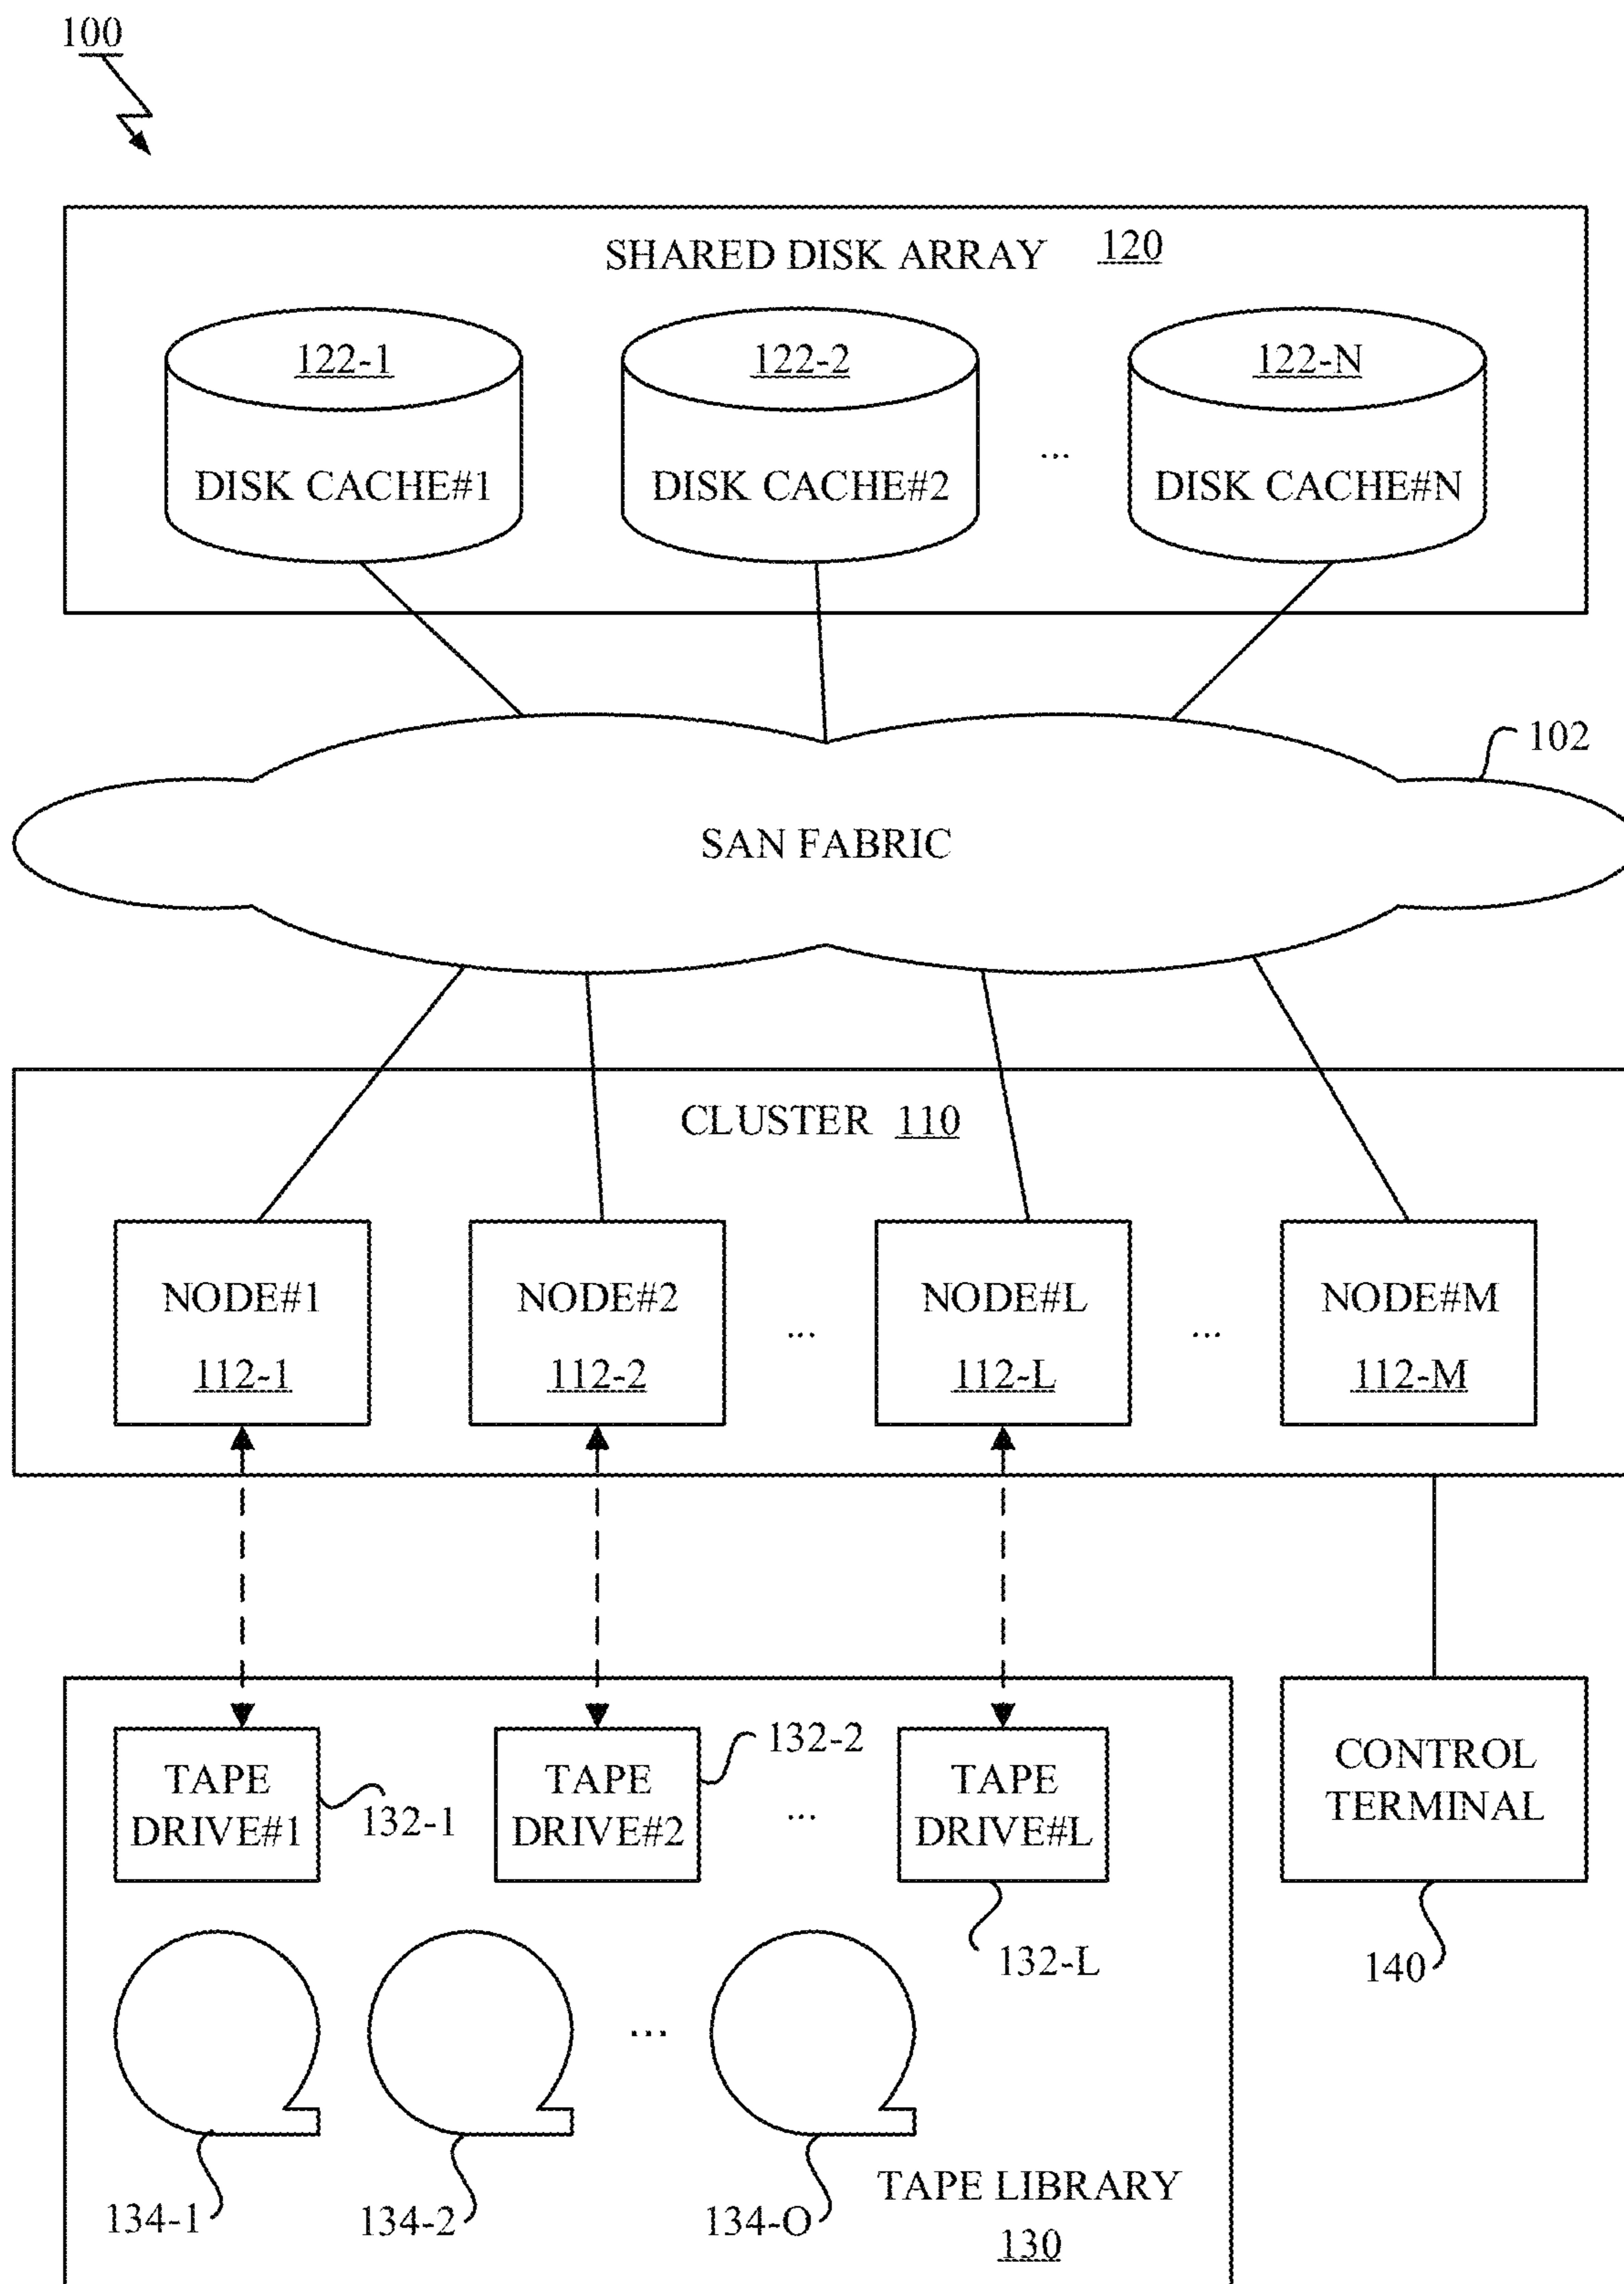 100
SHARED DISK ARRAY 120
122-1 122-2 122-N
DISK CACHE#1 DISK CACHE#2 ... DISK CACHE#N
102
SAN FABRIC
CLUSTER 110
NODE#1 NODE#2 ... NODE#L ... NODE#M
112-1 112-2 112-L 112-M
132-2
TAPE TAPE TAPE CONTROL
DRIVE#1 132-1 DRIVE#2 ... DRIVE#L TERMINAL
132-L 140
...
134-1 134-2 134-O
TAPE LIBRARY
130